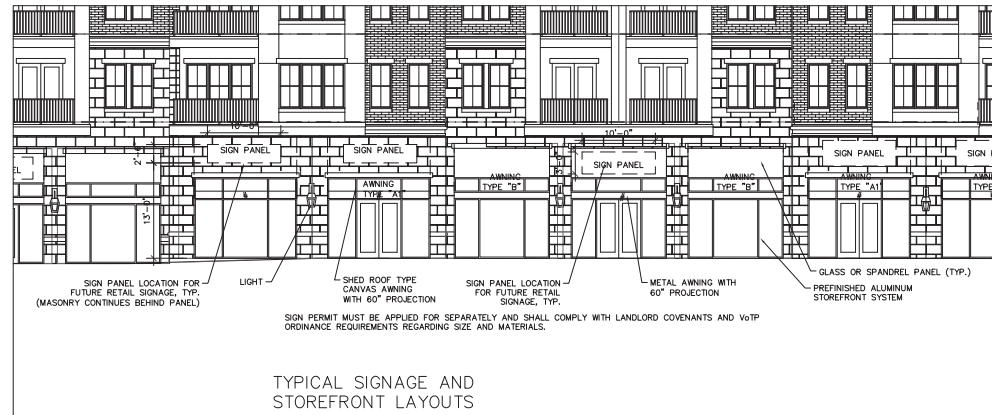 10'-0"
10'-0"
SIGN PANEL
SIGN PANEL
SIGN PANEL
SIGN PANEL
SIGN
13'-0"
AWNING
TYPE "A1"
AWNING
TYPE "B"
AWNING
TYPE "B"
AWNING
TYPE "A1"
SIGN PANEL LOCATION FOR
FUTURE RETAIL SIGNAGE, TYP.
(MASONRY CONTINUES BEHIND PANEL)
LIGHT
SHED ROOF TYPE
CANVAS AWNING
WITH 60" PROJECTION
SIGN PANEL LOCATION
FOR FUTURE RETAIL
SIGNAGE, TYP.
METAL AWNING WITH
60" PROJECTION
GLASS OR SPANDREL PANEL (TYP.)
PREFINISHED ALUMINUM
STOREFRONT SYSTEM
SIGN PERMIT MUST BE APPLIED FOR SEPARATELY AND SHALL COMPLY WITH LANDLORD COVENANTS AND VoTP
ORDINANCE REQUIREMENTS REGARDING SIZE AND MATERIALS.
TYPICAL SIGNAGE AND
STOREFRONT LAYOUTS